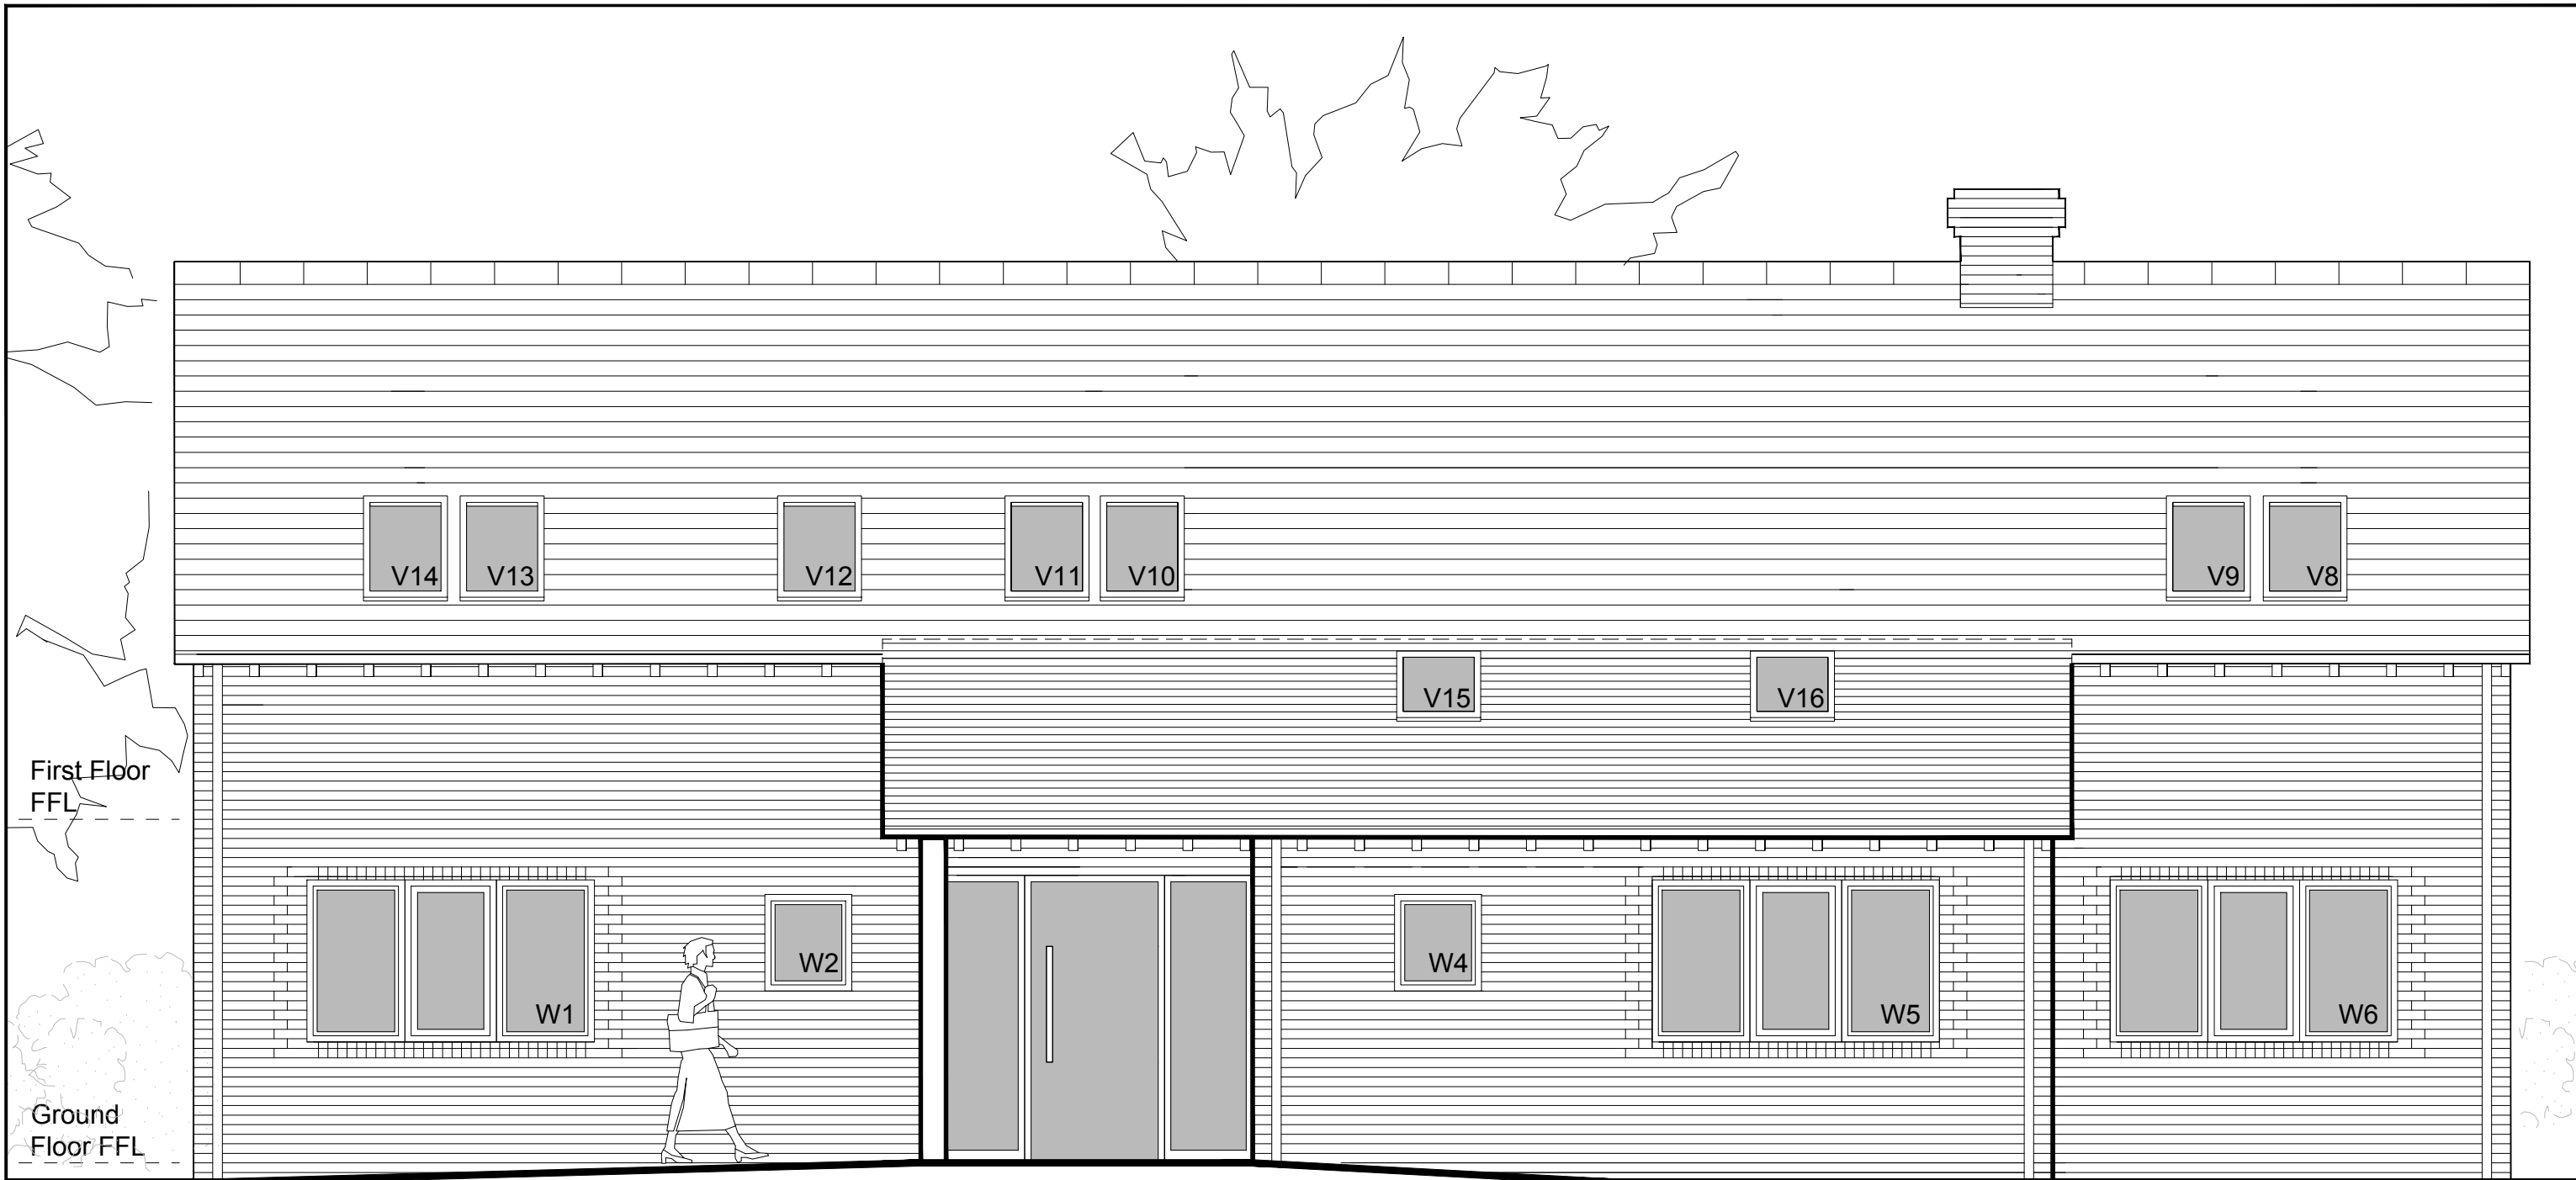 V14
V13
V12
V11
V10
V9
V8
V15
V16
First Floor
FFL
W1
W2
W4
W5
W6
Ground
Floor FFL